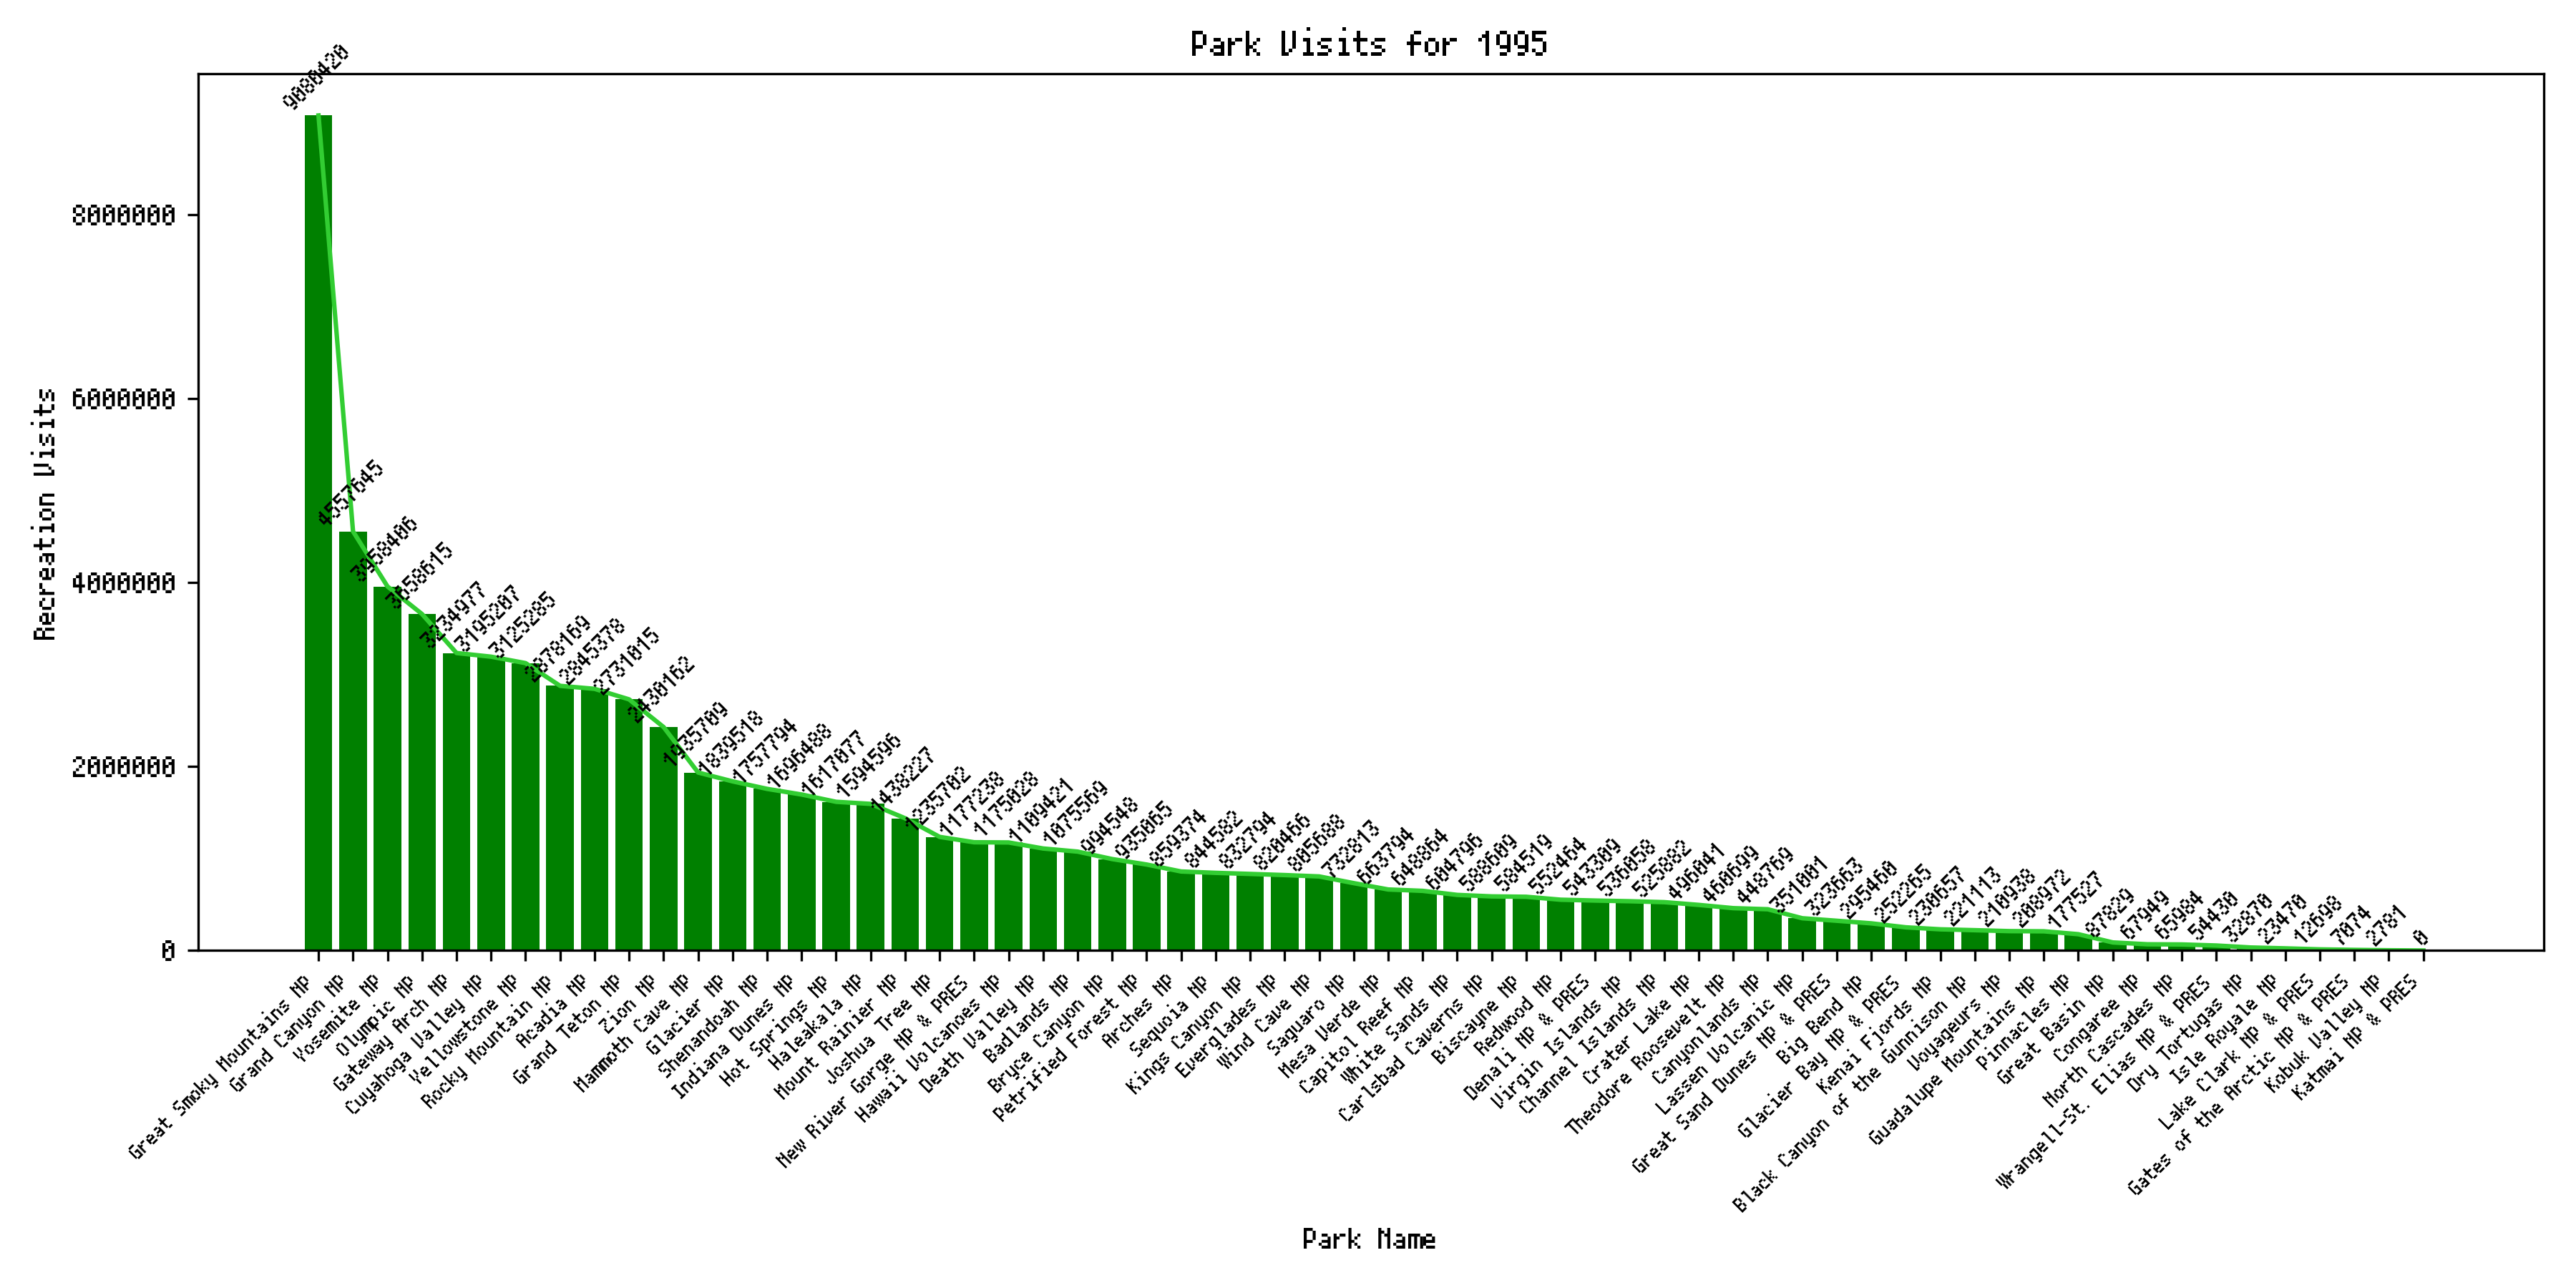 Park Visits for 1995
Recreation Visits
8000000
6000000
4000000
2000000
0
9080420
4557645
3958406
3658615
3234977
3195207
3125285
2878169
2845378
2731015
2430162
1935709
1839518
1757794
1696488
1617077
1594596
1438227
1235702
1177238
1175028
1109421
1075569
994548
935065
859374
844582
832794
820466
805688
732813
663794
648864
604796
588609
584519
552464
543309
536058
525882
496041
460699
448769
351001
323663
295460
252265
230657
221113
210938
208972
177527
87829
67949
65984
54430
32870
23470
12698
7074
2781
0
Great Smoky Mountains NP
Grand Canyon NP
Yosemite NP
Olympic NP
Gateway Arch NP
Cuyahoga Valley NP
Yellowstone NP
Rocky Mountain NP
Acadia NP
Grand Teton NP
Zion NP
Mammoth Cave NP
Glacier NP
Shenandoah NP
Indiana Dunes NP
Hot Springs NP
Haleakala NP
Mount Rainier NP
Joshua Tree NP
New River Gorge NP & PRES
Hawaii Volcanoes NP
Death Valley NP
Badlands NP
Bryce Canyon NP
Petrified Forest NP
Arches NP
Sequoia NP
Kings Canyon NP
Everglades NP
Wind Cave NP
Saguaro NP
Mesa Verde NP
Capitol Reef NP
White Sands NP
Carlsbad Caverns NP
Biscayne NP
Redwood NP
Denali NP & PRES
Virgin Islands NP
Channel Islands NP
Crater Lake NP
Theodore Roosevelt NP
Canyonlands NP
Lassen Volcanic NP
Great Sand Dunes NP & PRES
Big Bend NP
Glacier Bay NP & PRES
Kenai Fjords NP
Black Canyon of the Gunnison NP
Voyageurs NP
Guadalupe Mountains NP
Pinnacles NP
Great Basin NP
Congaree NP
North Cascades NP
Wrangell-St. Elias NP & PRES
Dry Tortugas NP
Isle Royale NP
Lake Clark NP & PRES
Gates of the Arctic NP & PRES
Kobuk Valley NP
Katmai NP & PRES
Park Name